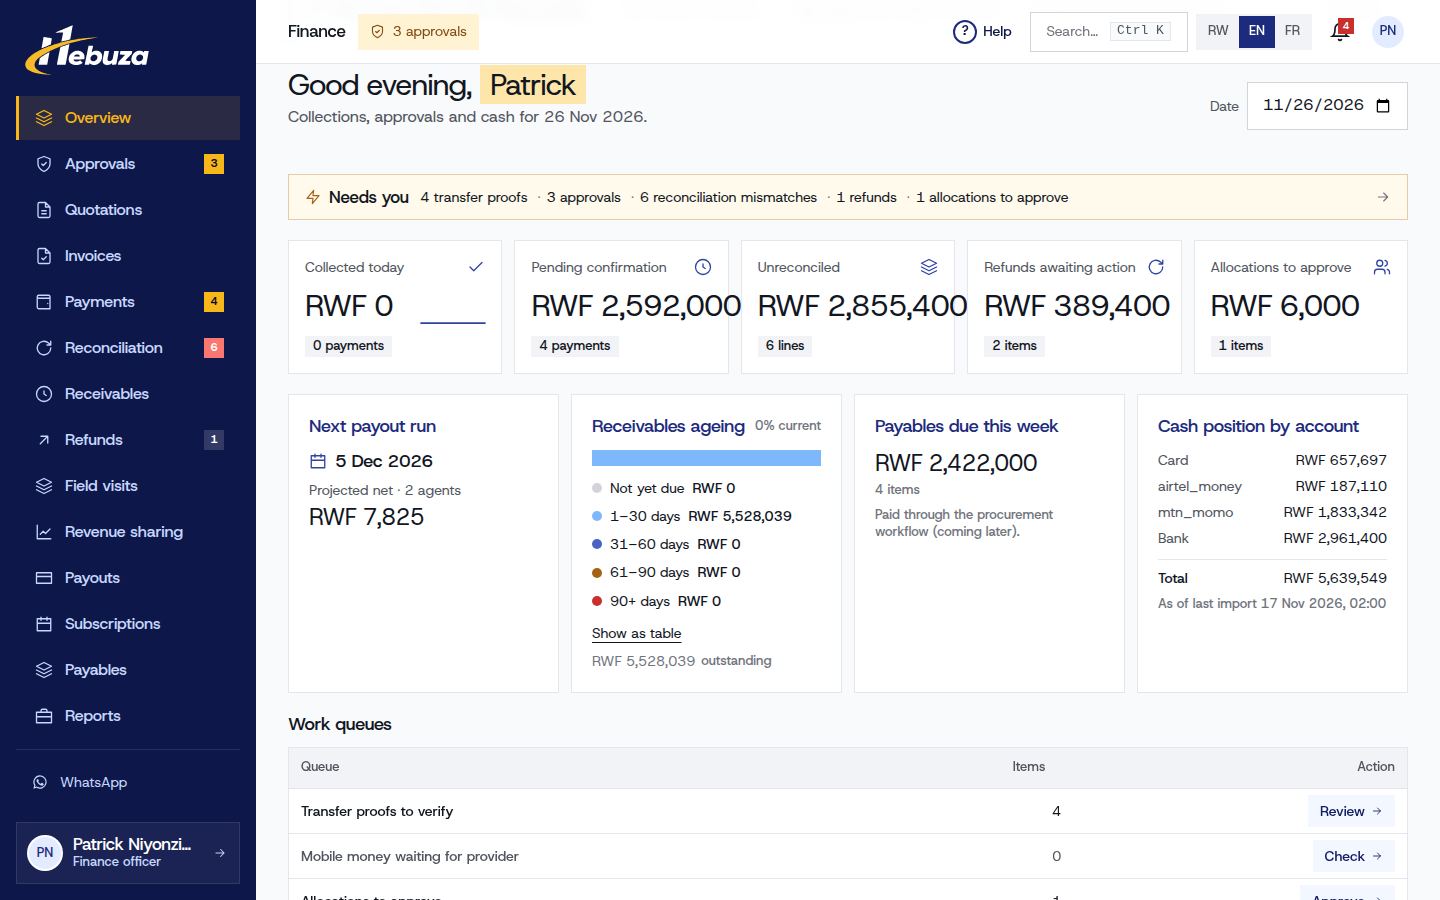 Hebuza
Finance
3 approvals
? Help
Search...
Ctrl K
RW
EN
FR
4
PN
Overview
Approvals
3
Quotations
Invoices
Payments
4
Reconciliation
6
Receivables
Refunds
1
Field visits
Revenue sharing
Payouts
Subscriptions
Payables
Reports
WhatsApp
PN
Patrick Niyonzi...
Finance officer
Good evening, Patrick
Collections, approvals and cash for 26 Nov 2026.
Date
11/26/2026
Needs you 4 transfer proofs · 3 approvals · 6 reconciliation mismatches · 1 refunds · 1 allocations to approve
Collected today
RWF 0
0 payments
Pending confirmation
RWF 2,592,000
4 payments
Unreconciled
RWF 2,855,400
6 lines
Refunds awaiting action
RWF 389,400
2 items
Allocations to approve
RWF 6,000
1 items
Next payout run
5 Dec 2026
Projected net · 2 agents
RWF 7,825
Receivables ageing 0% current
Not yet due RWF 0
1–30 days RWF 5,528,039
31–60 days RWF 0
61–90 days RWF 0
90+ days RWF 0
Show as table
RWF 5,528,039 outstanding
Payables due this week
RWF 2,422,000
4 items
Paid through the procurement
workflow (coming later).
Cash position by account
Card RWF 657,697
airtel_money RWF 187,110
mtn_momo RWF 1,833,342
Bank RWF 2,961,400
Total RWF 5,639,549
As of last import 17 Nov 2026, 02:00
Work queues
Queue Items Action
Transfer proofs to verify 4 Review
Mobile money waiting for provider 0 Check
Allocations to approve 1 Approve